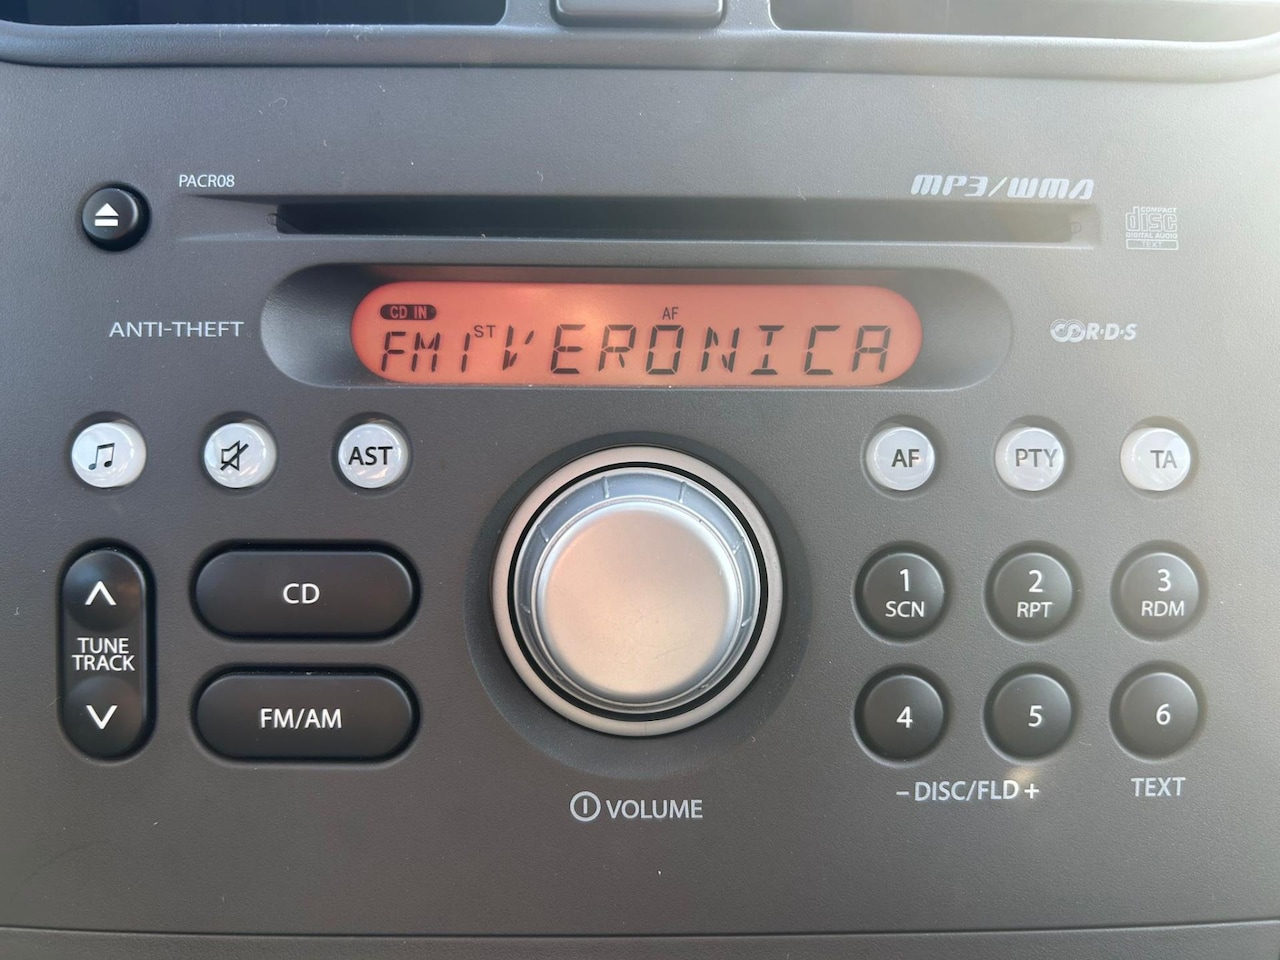 PACR08
MP3/WMA
COMPACT
disc
DIGITAL AUDIO
TEXT
ANTI-THEFT
CD IN
AF
FM1 ST VERONICA
R·D·S
AST
AF
PTY
TA
TUNE
TRACK
CD
FM/AM
1
SCN
2
RPT
3
RDM
4
5
6
– DISC/FLD +
TEXT
VOLUME